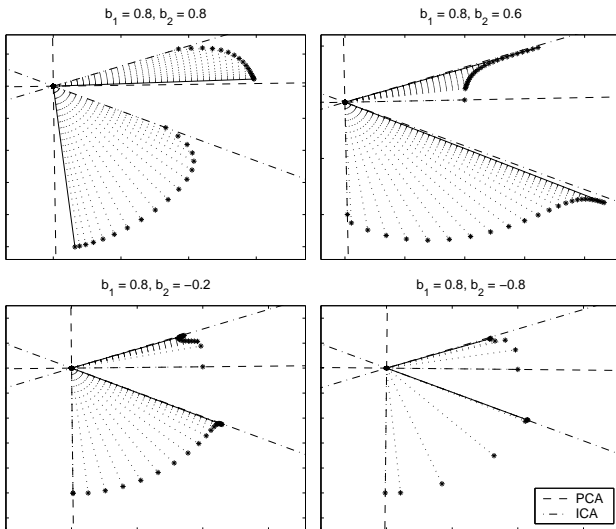 b₁ = 0.8, b₂ = 0.8
b₁ = 0.8, b₂ = 0.6
b₁ = 0.8, b₂ = −0.2
b₁ = 0.8, b₂ = −0.8
PCA
ICA